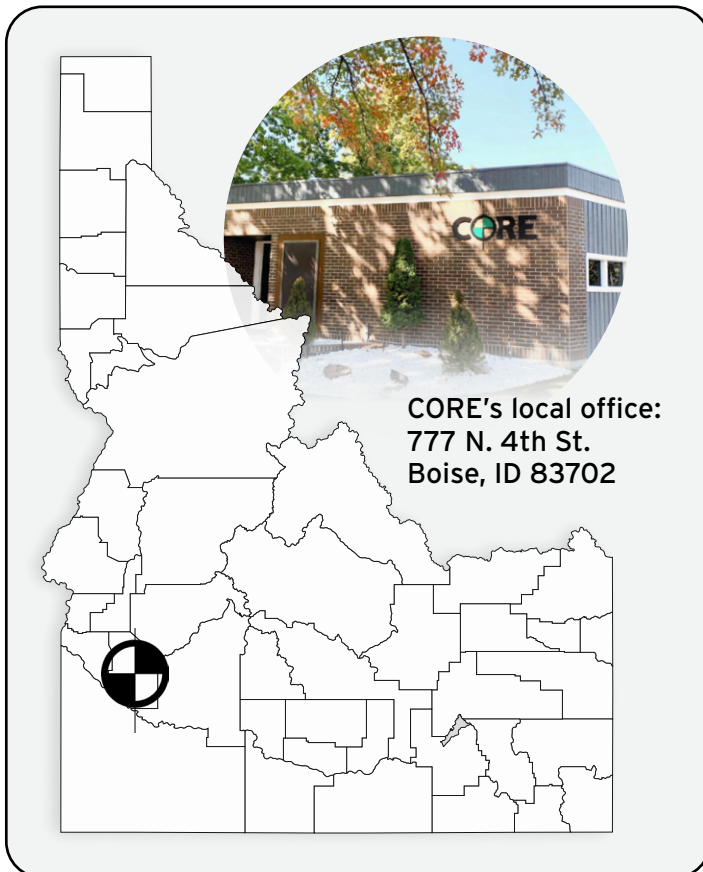 CORE
CORE's local office:
777 N. 4th St.
Boise, ID 83702